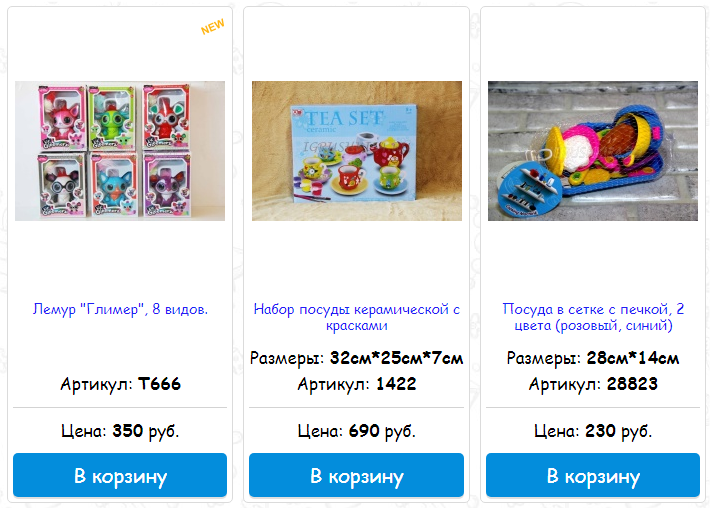 NEW
TEA SET
ceramic
Лемур "Глимер", 8 видов.
Артикул: T666
Цена: 350 руб.
В корзину
Набор посуды керамической с
красками
Размеры: 32см*25см*7см
Артикул: 1422
Цена: 690 руб.
В корзину
Посуда в сетке с печкой, 2
цвета (розовый, синий)
Размеры: 28см*14см
Артикул: 28823
Цена: 230 руб.
В корзину